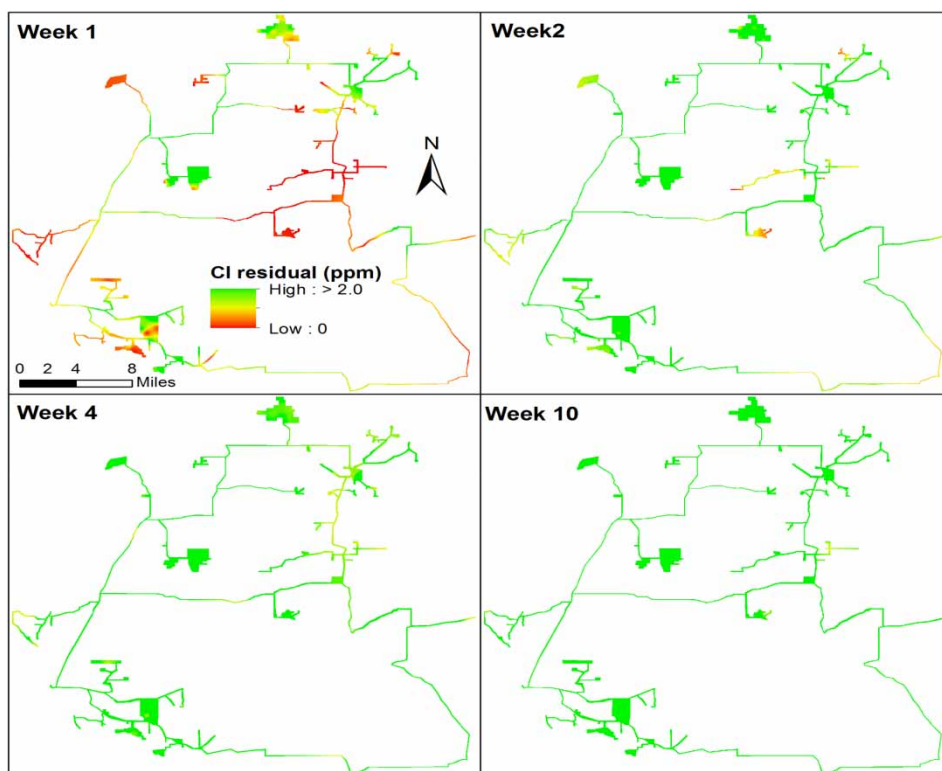 Week 1
Week2
N
Cl residual (ppm)
High : > 2.0
Low : 0
0 2 4 8
Miles
Week 4
Week 10